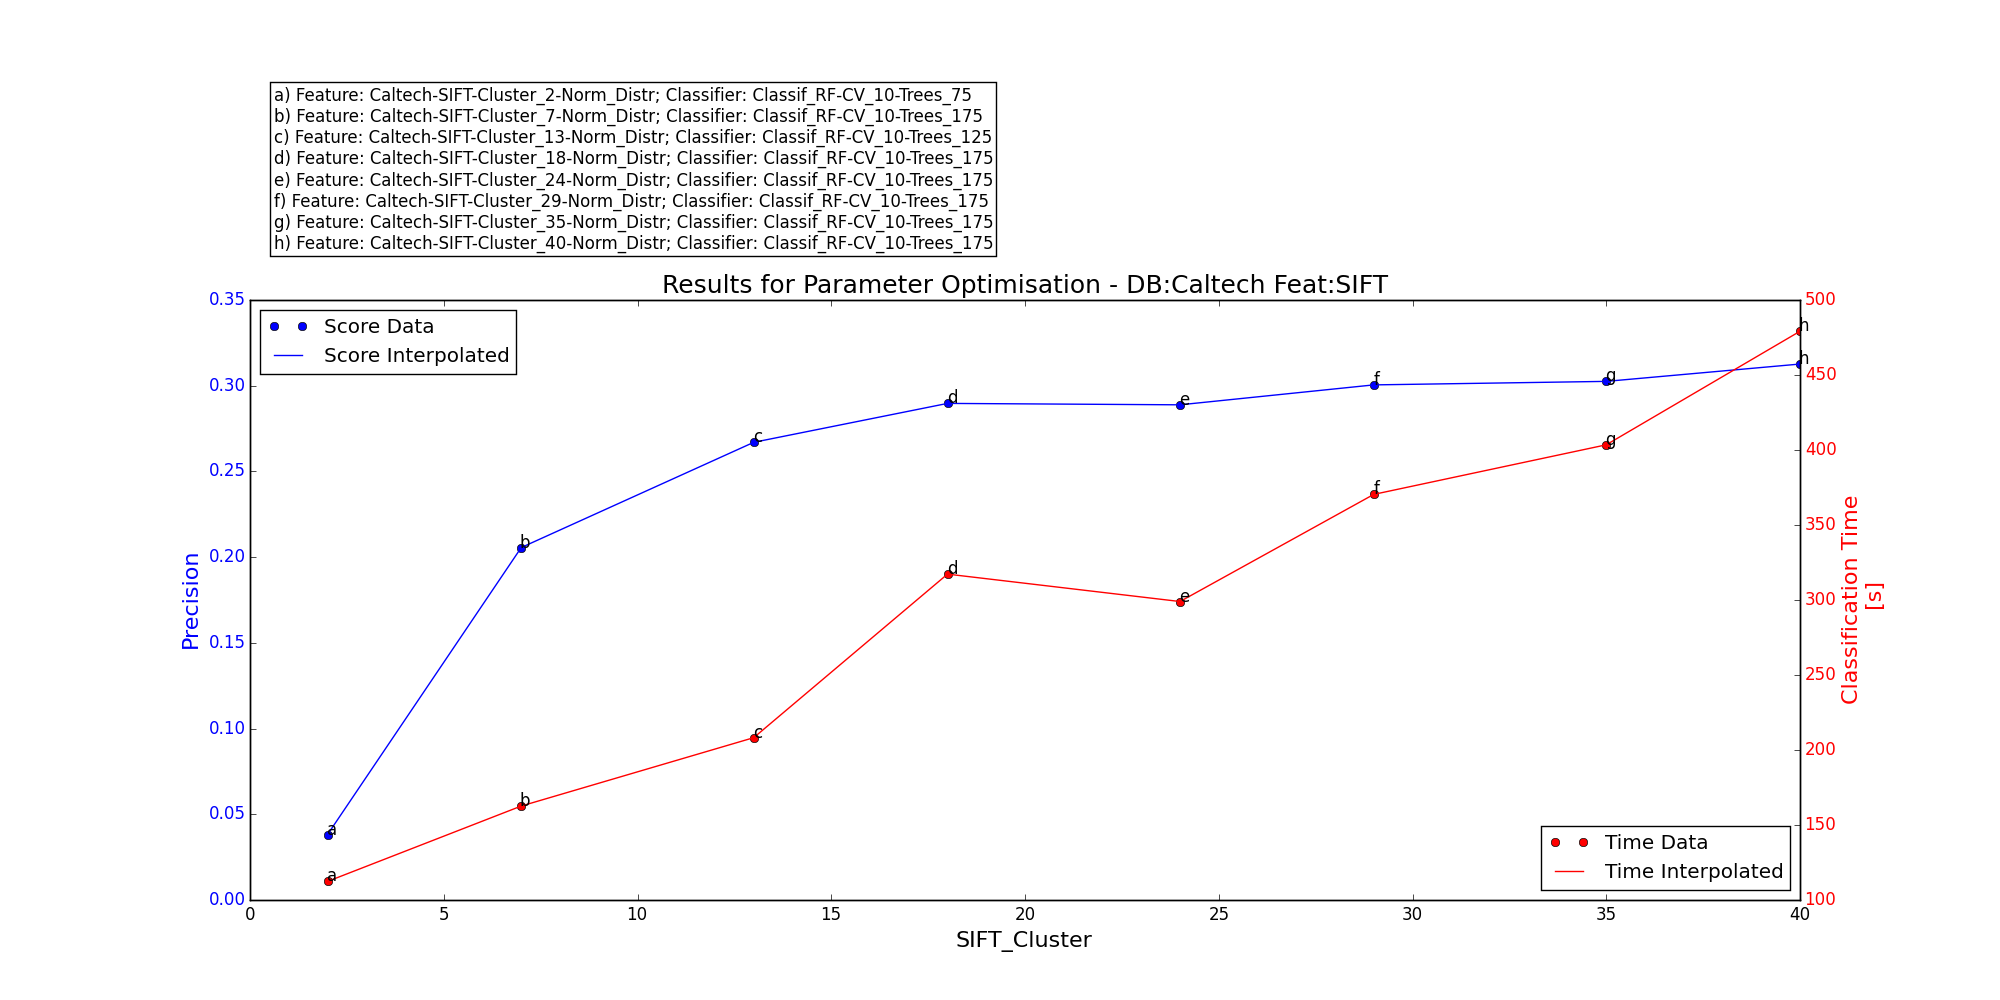 a) Feature: Caltech-SIFT-Cluster_2-Norm_Distr; Classifier: Classif_RF-CV_10-Trees_75
b) Feature: Caltech-SIFT-Cluster_7-Norm_Distr; Classifier: Classif_RF-CV_10-Trees_175
c) Feature: Caltech-SIFT-Cluster_13-Norm_Distr; Classifier: Classif_RF-CV_10-Trees_125
d) Feature: Caltech-SIFT-Cluster_18-Norm_Distr; Classifier: Classif_RF-CV_10-Trees_175
e) Feature: Caltech-SIFT-Cluster_24-Norm_Distr; Classifier: Classif_RF-CV_10-Trees_175
f) Feature: Caltech-SIFT-Cluster_29-Norm_Distr; Classifier: Classif_RF-CV_10-Trees_175
g) Feature: Caltech-SIFT-Cluster_35-Norm_Distr; Classifier: Classif_RF-CV_10-Trees_175
h) Feature: Caltech-SIFT-Cluster_40-Norm_Distr; Classifier: Classif_RF-CV_10-Trees_175
Results for Parameter Optimisation - DB:Caltech Feat:SIFT
Score Data
Score Interpolated
Precision
0.35
0.30
0.25
0.20
0.15
0.10
0.05
0.00
a
b
c
d
e
f
g
h
a
b
c
d
e
f
g
h
500
450
400
350
300
250
200
150
100
Classification Time
[s]
Time Data
Time Interpolated
0
5
10
15
20
25
30
35
40
SIFT_Cluster